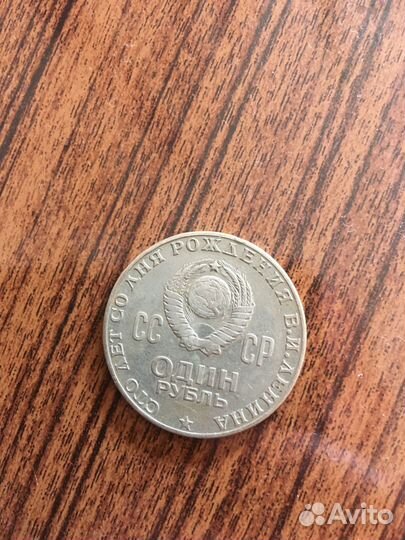 СТО ЛЕТ СО ДНЯ РОЖДЕНИЯ В.И.ЛЕНИНА
СС СР
ОДИН
РУБЛЬ
Avito